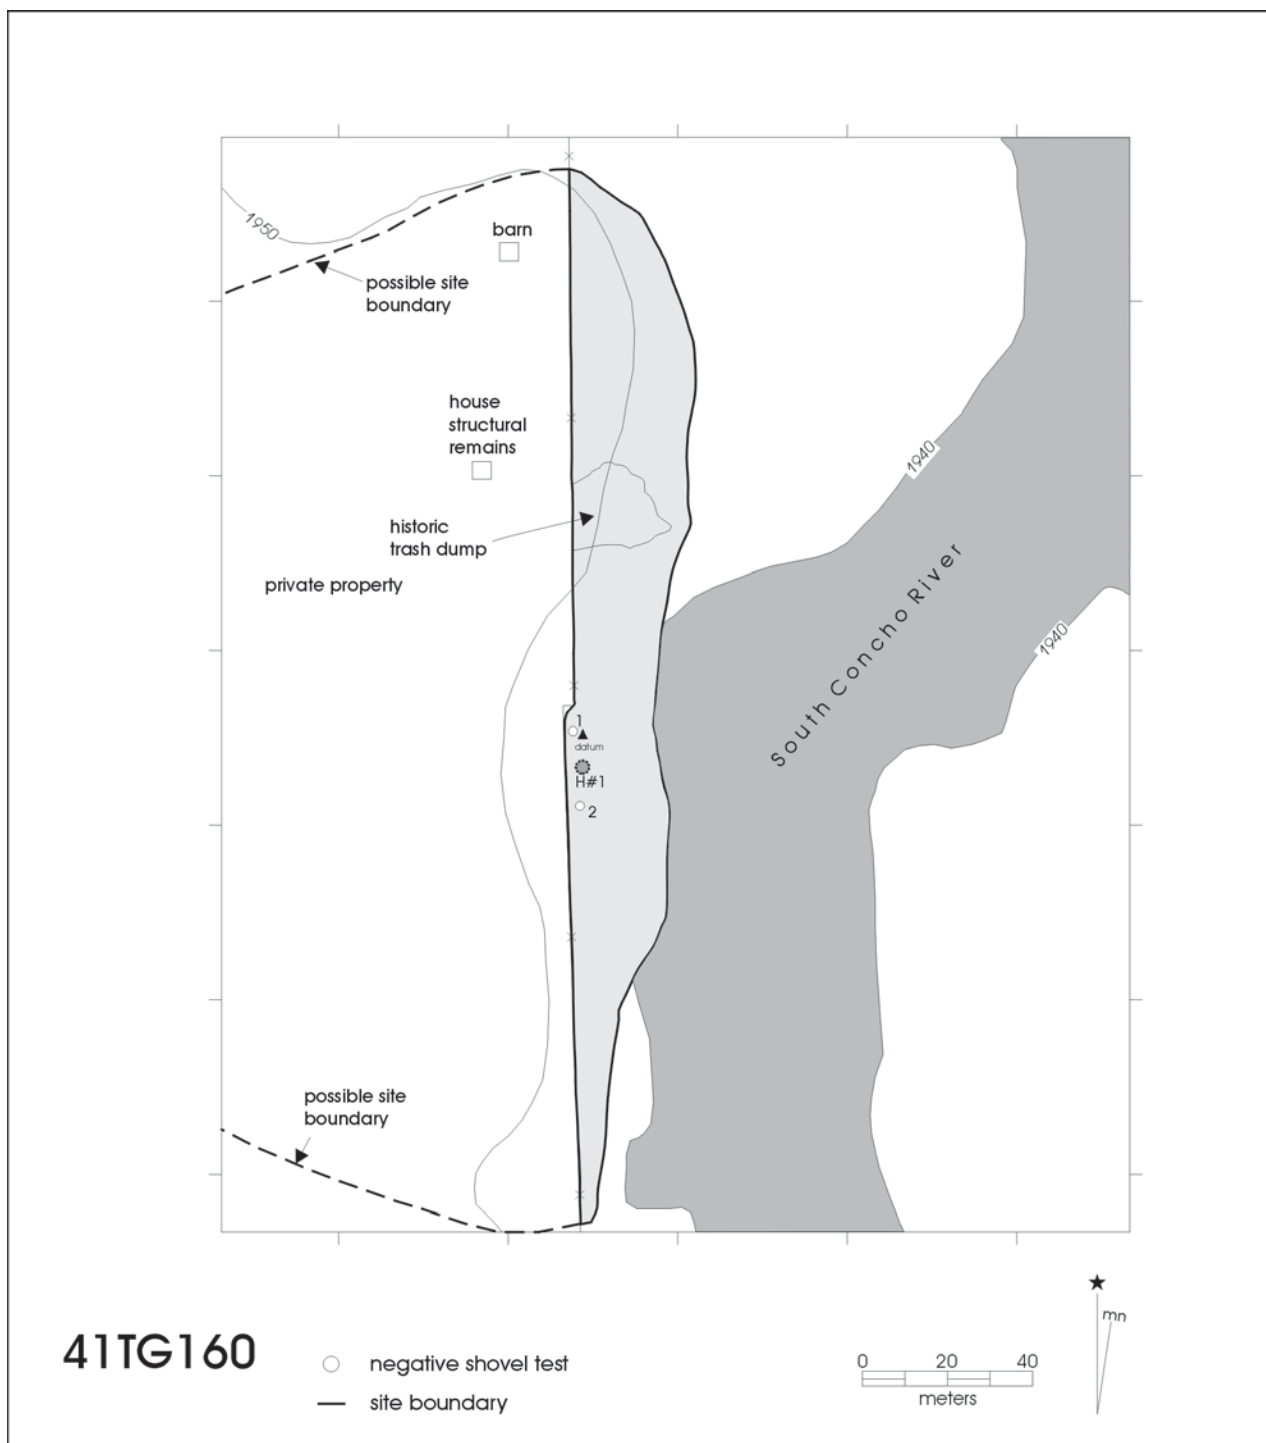 1950
barn
possible site
boundary
house
structural
remains
1940
historic
trash dump
private property
South Concho River
1940
1
datum
H#1
2
possible site
boundary
mn
41TG160
negative shovel test
site boundary
0 20 40
meters